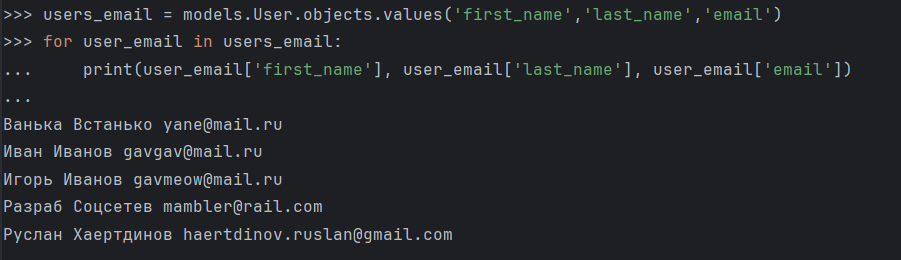 >>> users_email = models.User.objects.values('first_name','last_name','email')
>>> for user_email in users_email:
...     print(user_email['first_name'], user_email['last_name'], user_email['email'])
...
Ванька Встанько yane@mail.ru
Иван Иванов gavgav@mail.ru
Игорь Иванов gavmeow@mail.ru
Разраб Соцсетев mambler@rail.com
Руслан Хаертдинов haertdinov.ruslan@gmail.com